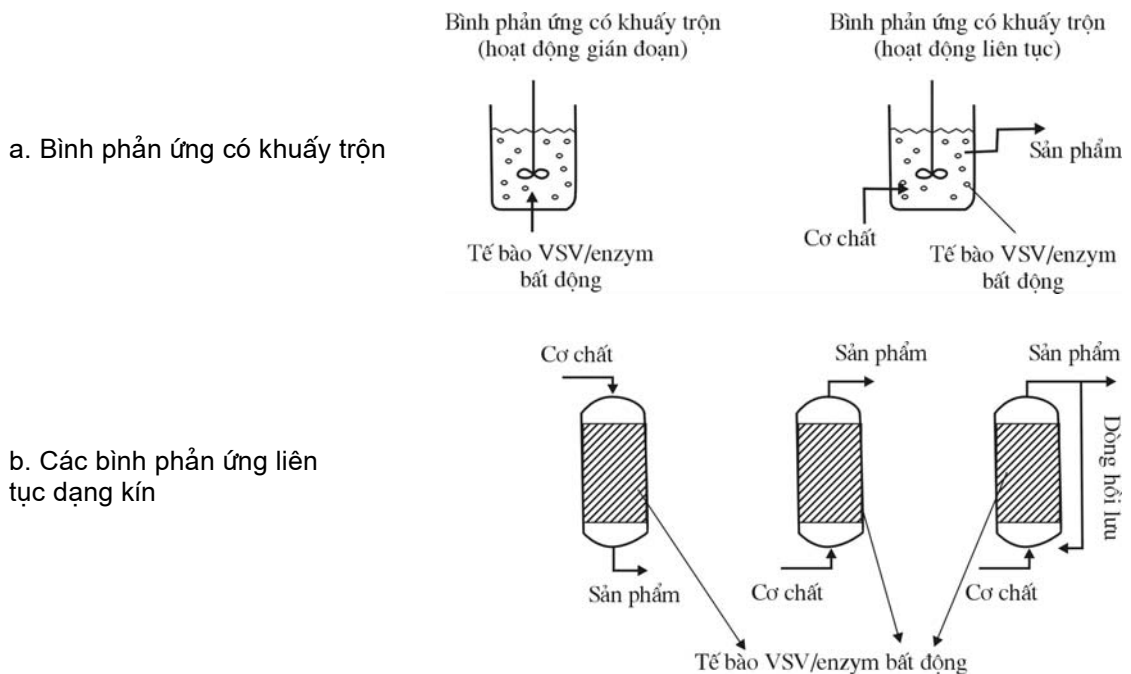 Bình phản ứng có khuấy trộn
(hoạt động gián đoạn)
Bình phản ứng có khuấy trộn
(hoạt động liên tục)
a. Bình phản ứng có khuấy trộn
Sản phẩm
Cơ chất
Tế bào VSV/enzym
bất động
Tế bào VSV/enzym
bất động
Cơ chất
Sản phẩm
Sản phẩm
b. Các bình phản ứng liên
tục dạng kín
Dòng hồi lưu
Sản phẩm
Cơ chất
Cơ chất
Tế bào VSV/enzym bất động